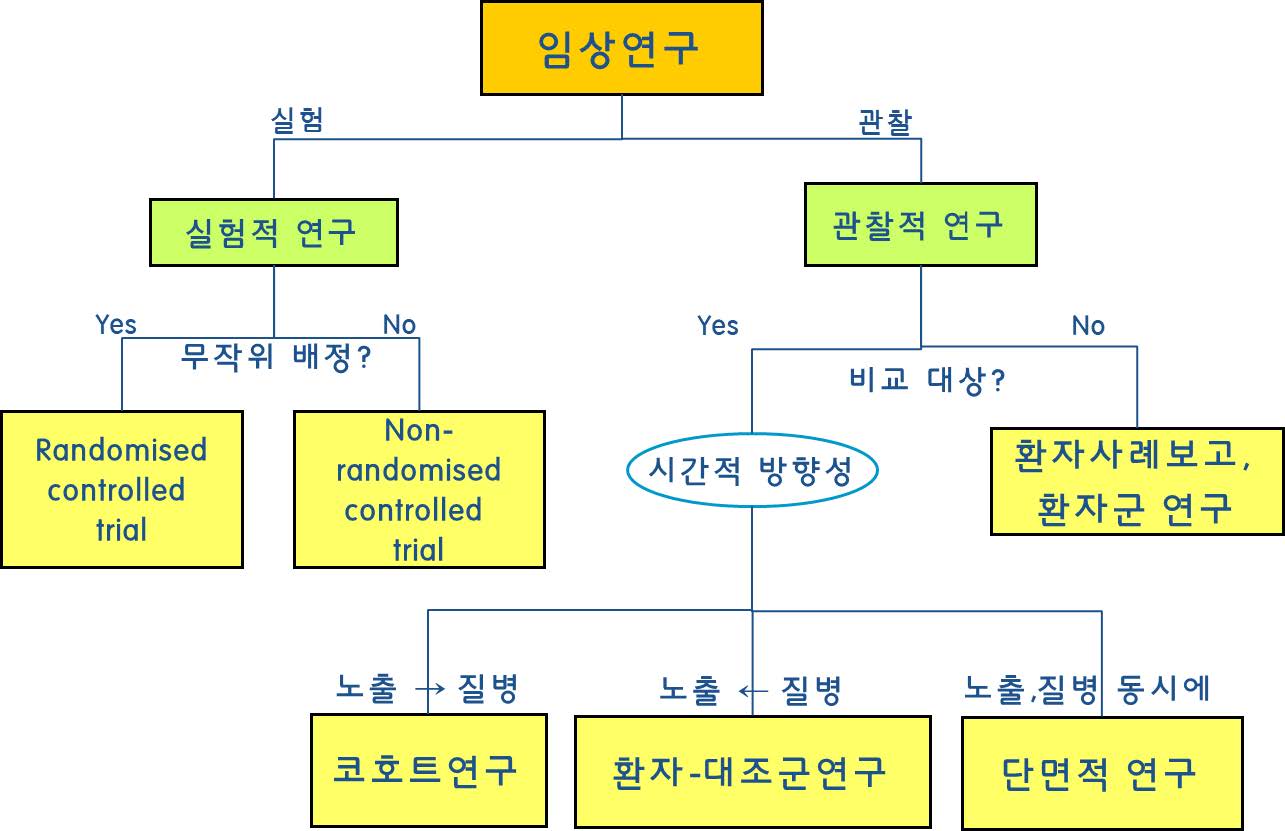 임상연구
실험
관찰
실험적 연구
관찰적 연구
Yes
No
무작위 배정?
Yes
No
비교 대상?
Randomised
controlled
trial
Non-
randomised
controlled
trial
시간적 방향성
환자사례보고,
환자군 연구
노출 → 질병
노출 ← 질병
노출,질병 동시에
코호트연구
환자-대조군연구
단면적 연구